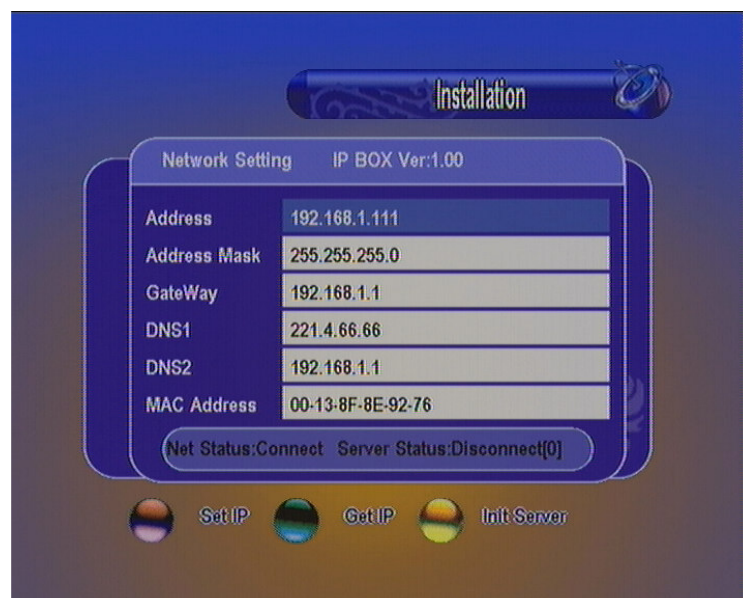 Installation
Network Setting IP BOX Ver:1.00
Address 192.168.1.111
Address Mask 255.255.255.0
GateWay 192.168.1.1
DNS1 221.4.66.66
DNS2 192.168.1.1
MAC Address 00-13-8F-8E-92-76
Net Status:Connect Server Status:Disconnect[0]
Set IP Get IP Init Server